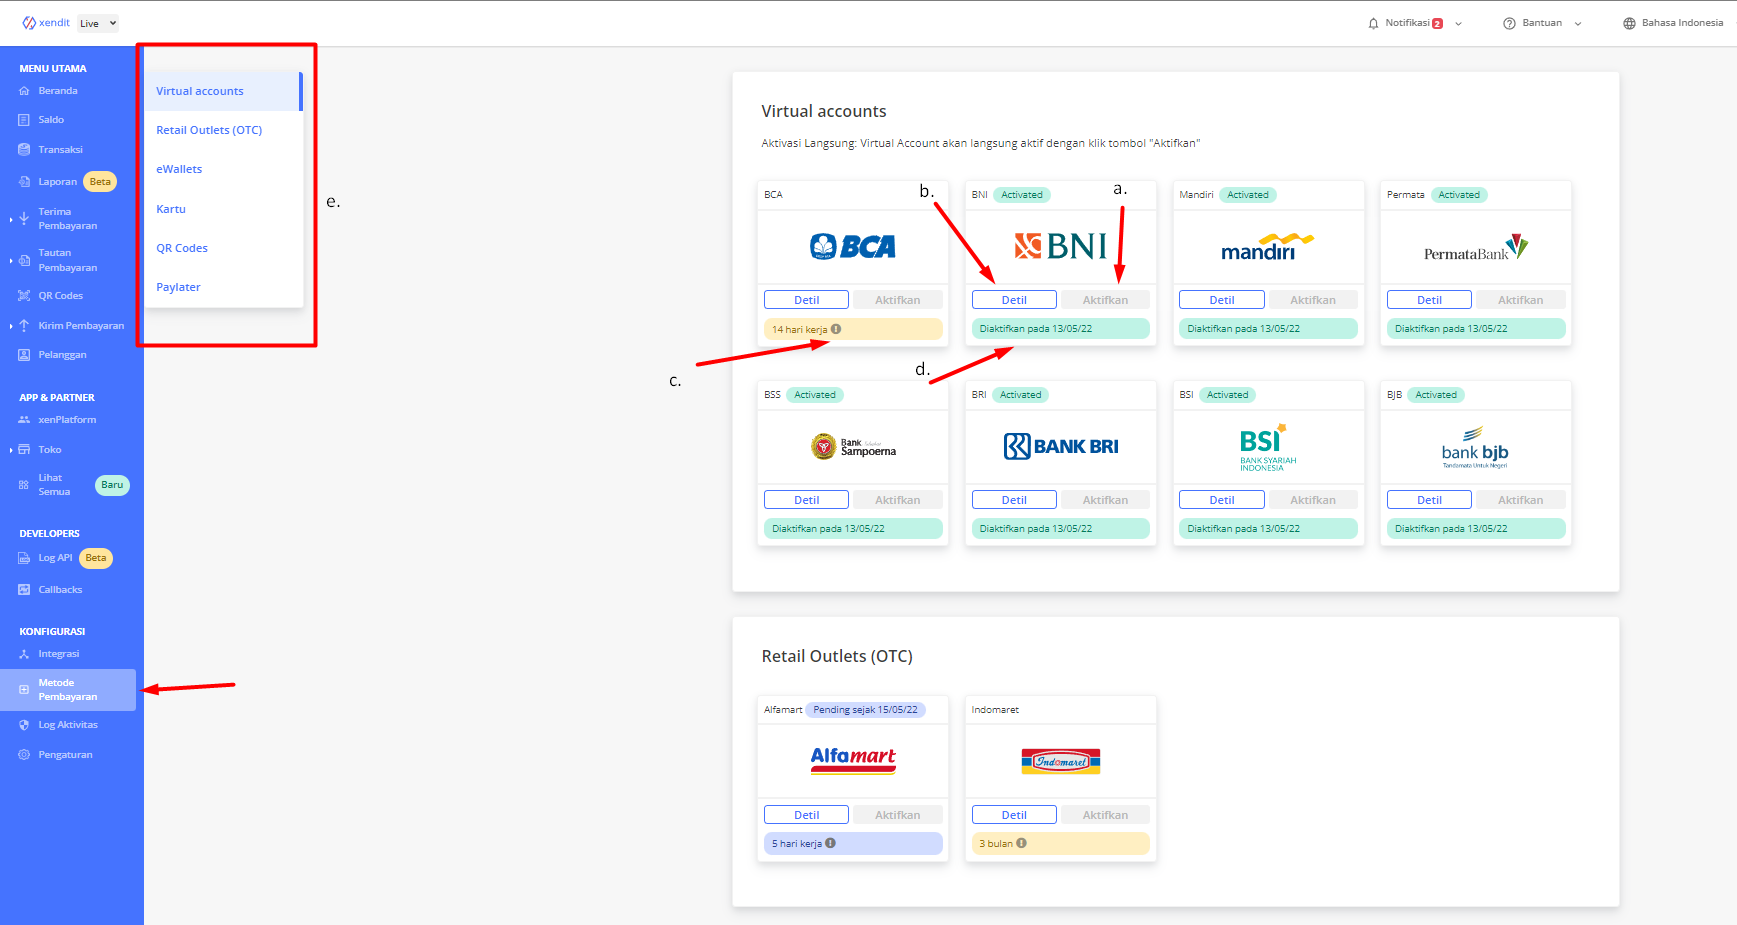 xendit Live
Notifikasi 2
Bantuan
Bahasa Indonesia
MENU UTAMA
Beranda
Saldo
Transaksi
Laporan Beta
Terima
Pembayaran
Tautan
Pembayaran
QR Codes
Kirim Pembayaran
Pelanggan
APP & PARTNER
xenPlatform
Toko
Lihat
Semua
Baru
DEVELOPERS
Log API Beta
Callbacks
KONFIGURASI
Integrasi
Metode
Pembayaran
Log Aktivitas
Pengaturan
Virtual accounts
Retail Outlets (OTC)
eWallets
Kartu
QR Codes
Paylater
e.
Virtual accounts
Aktivasi Langsung: Virtual Account akan langsung aktif dengan klik tombol "Aktifkan"
b.
a.
BCA
BCA
Detil Aktifkan
14 hari kerja
c.
BNI Activated
BNI
Detil Aktifkan
Diaktifkan pada 13/05/22
d.
Mandiri Activated
mandırı
Detil Aktifkan
Diaktifkan pada 13/05/22
Permata Activated
PermataBank
Detil Aktifkan
Diaktifkan pada 13/05/22
BSS Activated
Bank
Sampoerna
Detil Aktifkan
Diaktifkan pada 13/05/22
BRI Activated
BANK BRI
Detil Aktifkan
Diaktifkan pada 13/05/22
BSI Activated
BSI
BANK SYARIAH
INDONESIA
Detil Aktifkan
Diaktifkan pada 13/05/22
BJB Activated
bank bjb
Tandamata Untuk Negeri
Detil Aktifkan
Diaktifkan pada 13/05/22
Retail Outlets (OTC)
Alfamart Pending sejak 15/05/22
Alfamart
Detil Aktifkan
5 hari kerja
Indomaret
Indomaret
Detil Aktifkan
3 bulan